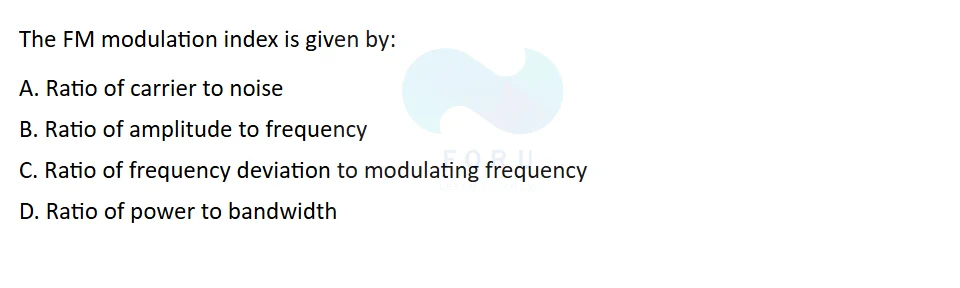 The FM modulation index is given by:
A. Ratio of carrier to noise
B. Ratio of amplitude to frequency
C. Ratio of frequency deviation to modulating frequency
D. Ratio of power to bandwidth